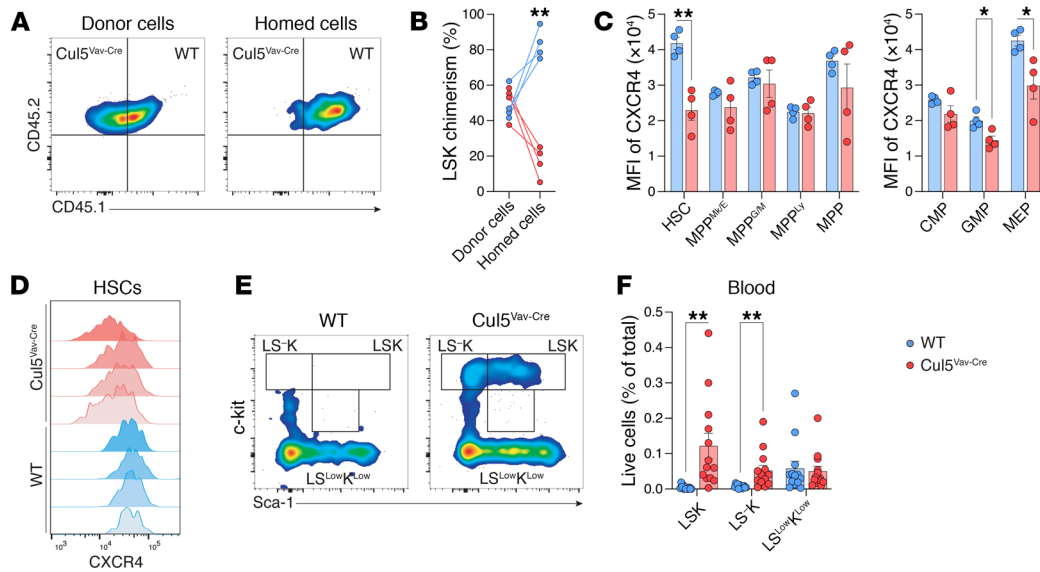 A
Donor cells
Homed cells
Cul5Vav-Cre
WT
Cul5Vav-Cre
WT
CD45.2
CD45.1
B
**
LSK chimerism (%)
100
80
60
40
20
0
Donor cells
Homed cells
C
MFI of CXCR4 (×10⁴)
5
4
3
2
1
0
**
HSC
MPPMk/E
MPPG/M
MPPLy
MPP
MFI of CXCR4 (×10⁴)
5
4
3
2
1
0
*
*
CMP
GMP
MEP
D
HSCs
Cul5Vav-Cre
WT
10³
10⁴
10⁵
CXCR4
E
WT
Cul5Vav-Cre
LS⁻K
LSK
LS⁻K
LSK
c-kit
LSLowKLow
LSLowKLow
Sca-1
F
Blood
Live cells (% of total)
0.5
0.4
0.3
0.2
0.1
0.0
**
**
LSK
LS⁻K
LSLowKLow
WT
Cul5Vav-Cre